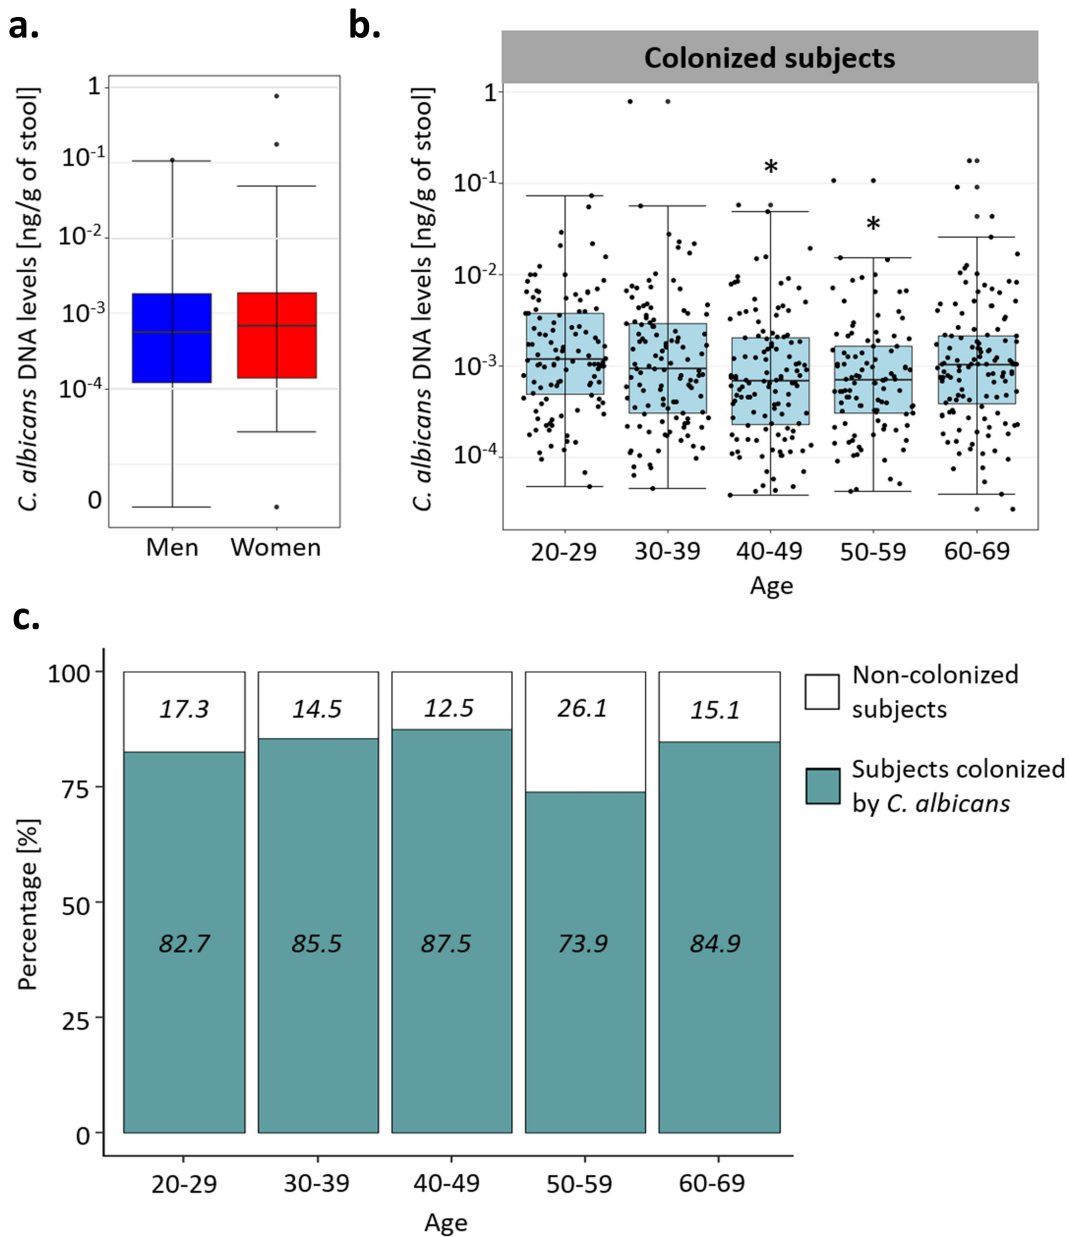 a.
C. albicans DNA levels [ng/g of stool]
1
10-1
10-2
10-3
10-4
0
Men Women
b.
Colonized subjects
C. albicans DNA levels [ng/g of stool]
1
10-1
10-2
10-3
10-4
*
*
20-29 30-39 40-49 50-59 60-69
Age
c.
Percentage [%]
100
75
50
25
0
17.3 14.5 12.5 26.1 15.1
82.7 85.5 87.5 73.9 84.9
20-29 30-39 40-49 50-59 60-69
Age
Non-colonized
subjects
Subjects colonized
by C. albicans